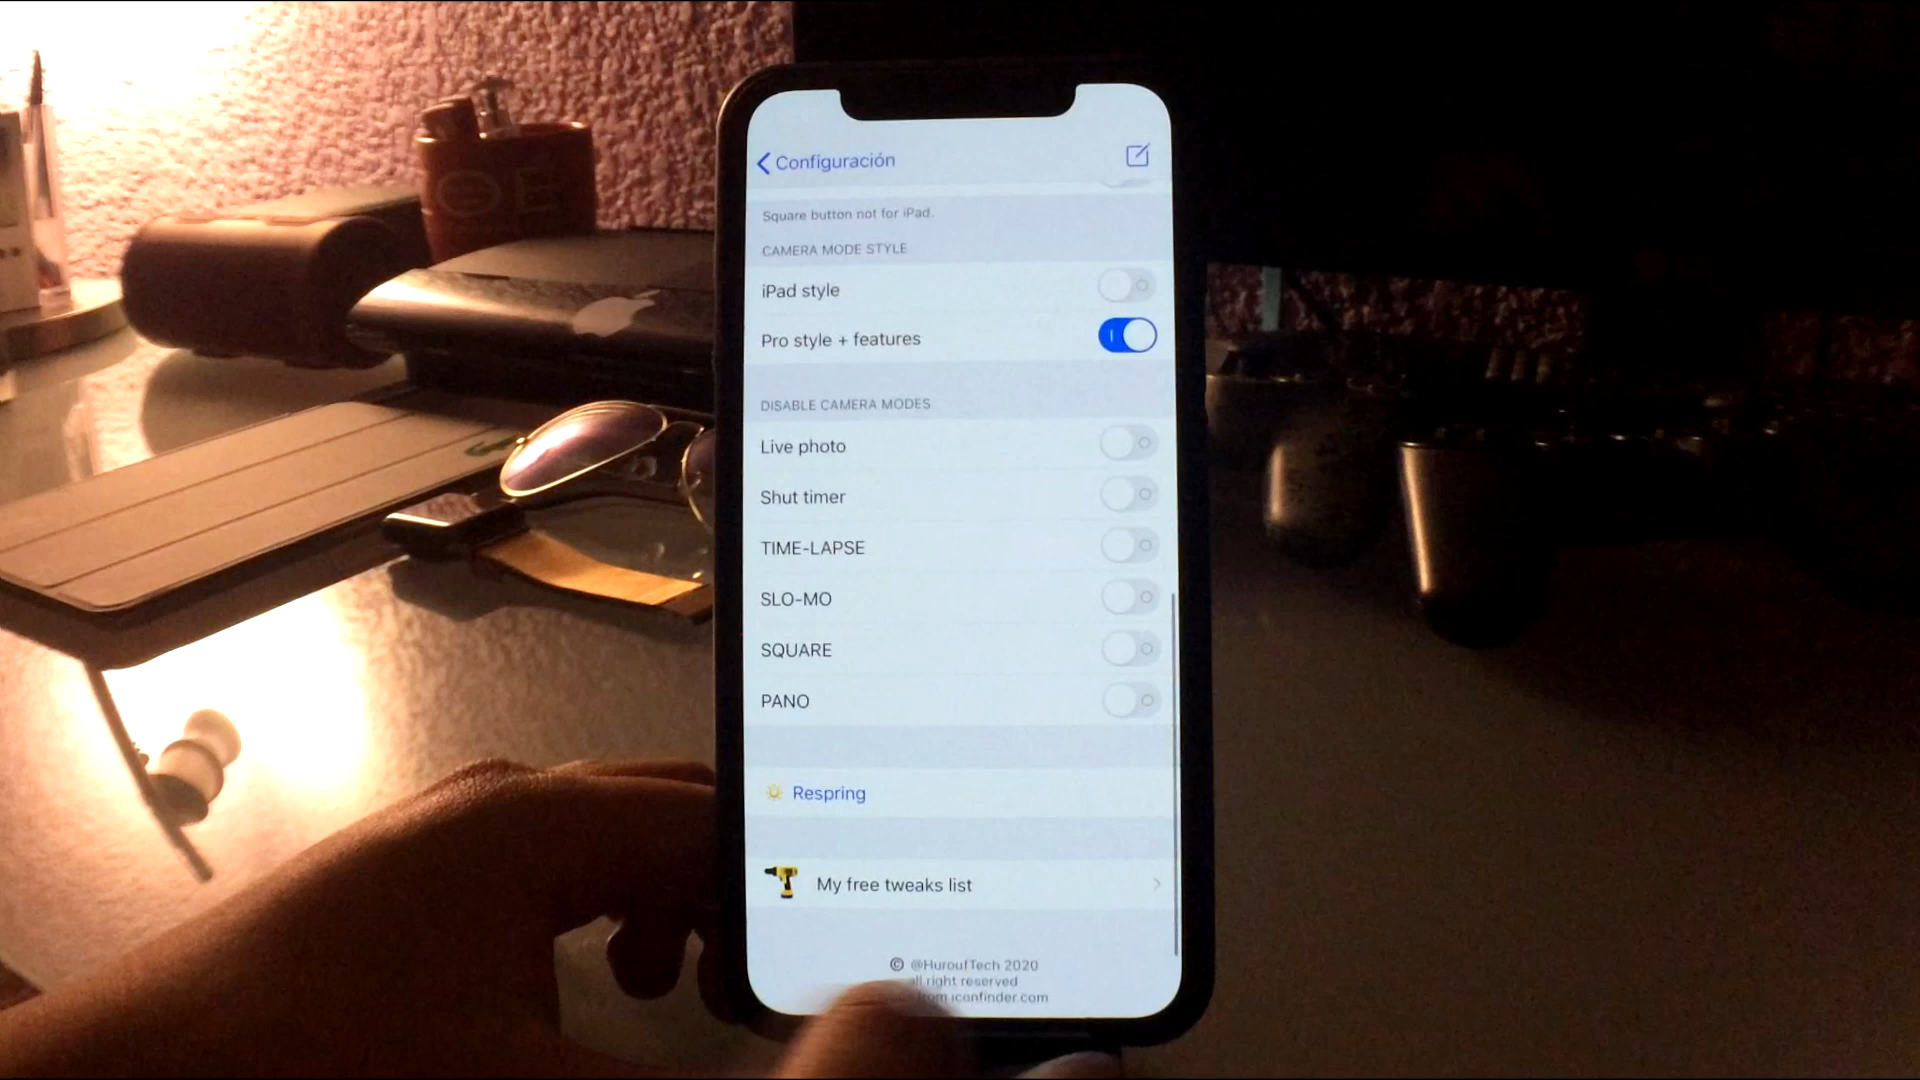 Configuración
Square button not for iPad.
CAMERA MODE STYLE
iPad style
Pro style + features
DISABLE CAMERA MODES
Live photo
Shut timer
TIME-LAPSE
SLO-MO
SQUARE
PANO
Respring
My free tweaks list
© @HuroufTech 2020
all right reserved
from iconfinder.com